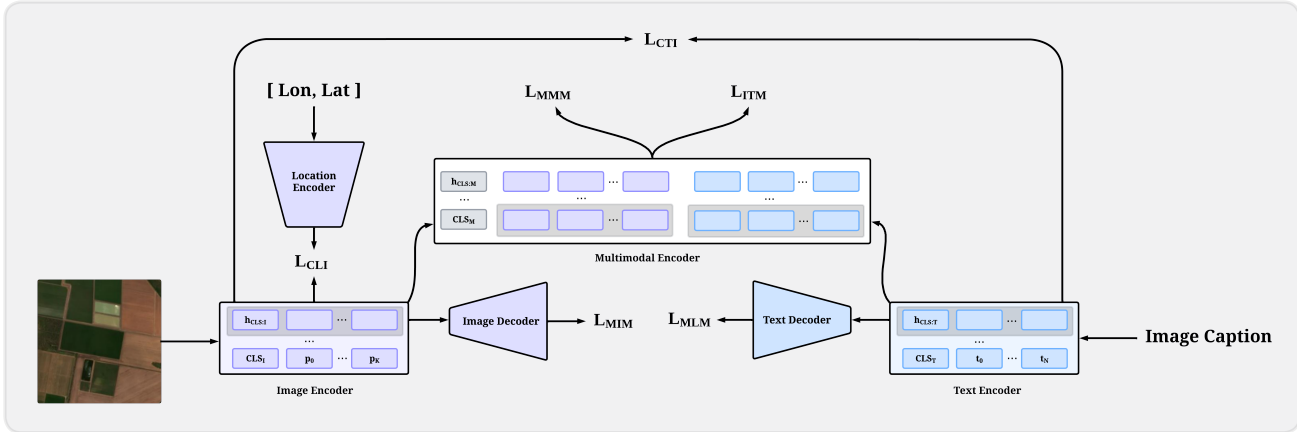 L_CTI
[ Lon, Lat ]
L_MMM
L_ITM
Location
Encoder
h_CLS:M
...
...
...
...
...
CLS_M
...
...
Multimodal Encoder
L_CLI
h_CLS:I
...
...
CLS_I
p_0
...
p_K
Image Encoder
Image Decoder
L_MIM
L_MLM
Text Decoder
h_CLS:T
...
...
CLS_T
t_0
...
t_N
Text Encoder
Image Caption